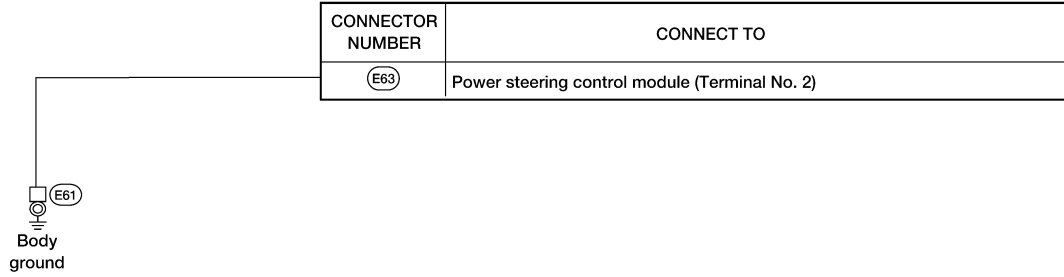 CONNECTOR
NUMBER
CONNECT TO
E63
Power steering control module (Terminal No. 2)
E61
Body
ground